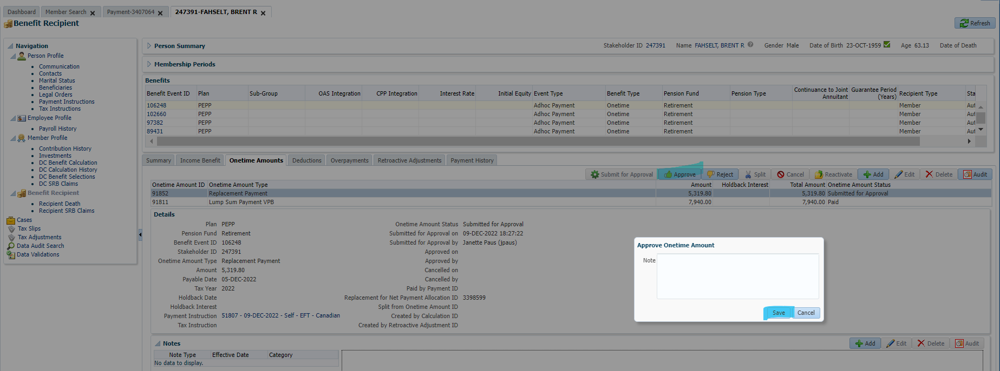 Dashboard Member Search Payment-3407064 247391-FAHSELT, BRENT R
Benefit Recipient
Refresh
Navigation
Person Profile
Communication
Contacts
Marital Status
Beneficiaries
Legal Orders
Payment Instructions
Tax Instructions
Employee Profile
Payroll History
Member Profile
Contribution History
Investments
DC Benefit Calculation
DC Calculation History
DC Benefit Selections
DC SRB Claims
Benefit Recipient
Recipient Death
Recipient SRB Claims
Cases
Tax Slips
Tax Adjustments
Data Audit Search
Data Validations
Person Summary Stakeholder ID 247391 Name FAHSELT, BRENT R Gender Male Date of Birth 23-OCT-1959 Age 63.13 Date of Death
Membership Periods
Benefits
Benefit Event ID Plan Sub-Group OAS Integration CPP Integration Interest Rate Initial Equity Event Type Benefit Type Pension Fund Pension Type Continuance to Joint Annuitant Guarantee Period (Years) Recipient Type Sta
106248 PEPP Adhoc Payment Onetime Retirement Member Aut
102660 PEPP Adhoc Payment Onetime Retirement Member Aut
97382 PEPP Adhoc Payment Onetime Retirement Member Aut
89431 PEPP Adhoc Payment Onetime Retirement Member Aut
Summary Income Benefit Onetime Amounts Deductions Overpayments Retroactive Adjustments Payment History
Submit for Approval Approve Reject Split Cancel Reactivate Add Edit Delete Audit
Onetime Amount ID Onetime Amount Type Amount Holdback Interest Total Amount Onetime Amount Status
91852 Replacement Payment 5,319.80 5,319.80 Submitted for Approval
91811 Lump Sum Payment VPB 7,940.00 7,940.00 Paid
Details
Plan PEPP Onetime Amount Status Submitted for Approval
Pension Fund Retirement Submitted for Approval on 09-DEC-2022 18:27:22
Benefit Event ID 106248 Submitted for Approval by Janette Paus (jpaus)
Stakeholder ID 247391 Approved on
Onetime Amount Type Replacement Payment Approved by
Amount 5,319.80 Cancelled on
Payable Date 05-DEC-2022 Cancelled by
Tax Year 2022 Paid by Payment ID
Holdback Date Replacement for Net Payment Allocation ID 3398599
Holdback Interest Split from Onetime Amount ID
Payment Instruction 51807 - 09-DEC-2022 - Self - EFT - Canadian Created by Calculation ID
Tax Instruction Created by Retroactive Adjustment ID
Approve Onetime Amount
Note
Save Cancel
Notes Add Edit Delete Audit
Note Type Effective Date Category
No data to display.